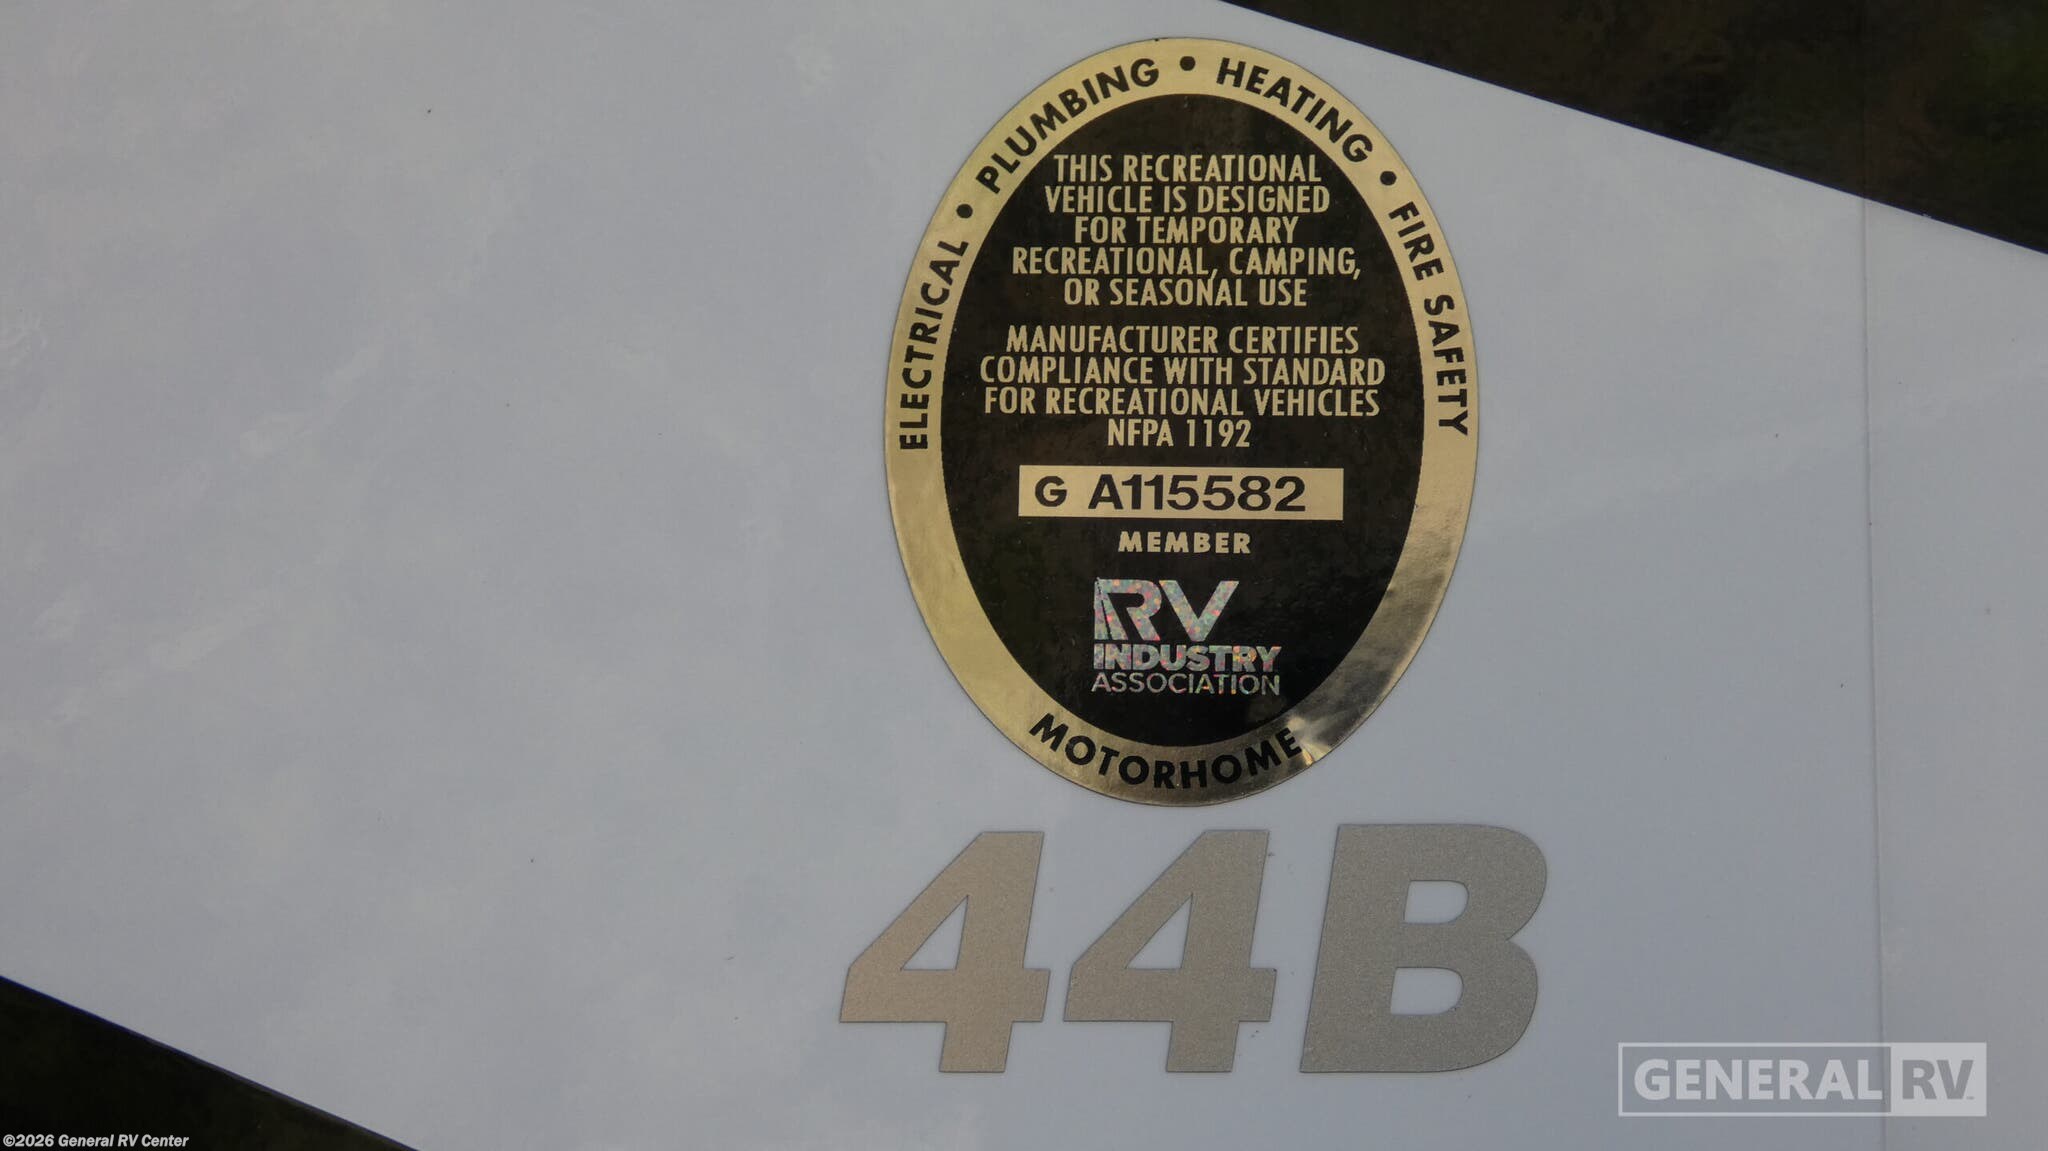 ELECTRICAL • PLUMBING • HEATING • FIRE SAFETY
THIS RECREATIONAL
VEHICLE IS DESIGNED
FOR TEMPORARY
RECREATIONAL, CAMPING,
OR SEASONAL USE
MANUFACTURER CERTIFIES
COMPLIANCE WITH STANDARD
FOR RECREATIONAL VEHICLES
NFPA 1192
G A115582
MEMBER
RV
INDUSTRY
ASSOCIATION
MOTORHOME
44B
GENERAL RV
©2026 General RV Center